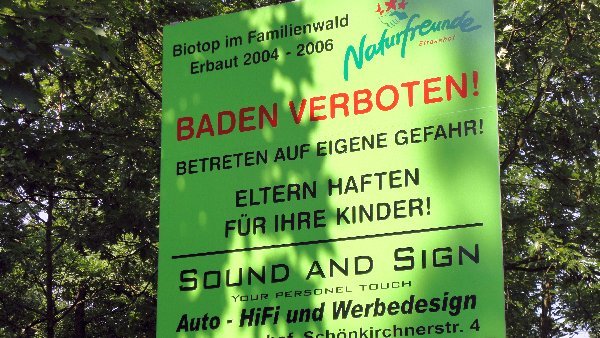 Biotop im Familienwald
Erbaut 2004 - 2006
Naturfreunde
BADEN VERBOTEN!
BETRETEN AUF EIGENE GEFAHR!
ELTERN HAFTEN
FÜR IHRE KINDER!
SOUND AND SIGN
YOUR PERSONEL TOUCH
Auto - HiFi und Werbedesign
hof, Schönkirchnerstr. 4